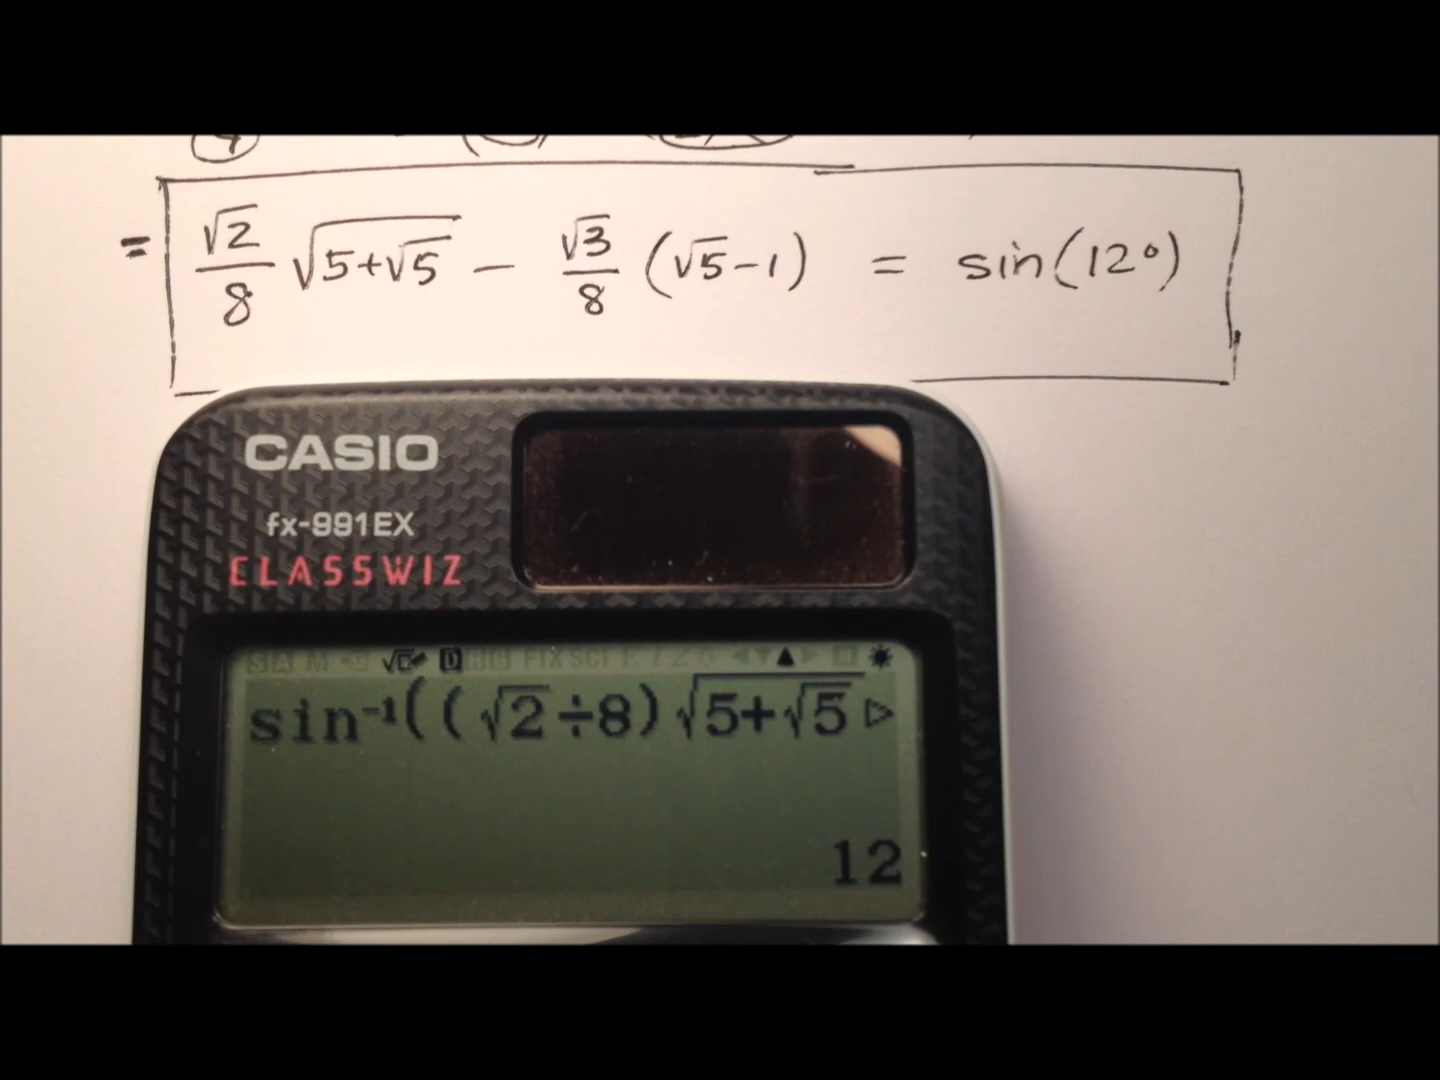 = √2/8 √(5+√5) − √3/8 (√5−1) = sin(12°)
CASIO
fx-991EX
CLASSWIZ
sin⁻¹((√2÷8)√(5+√5)▷
12